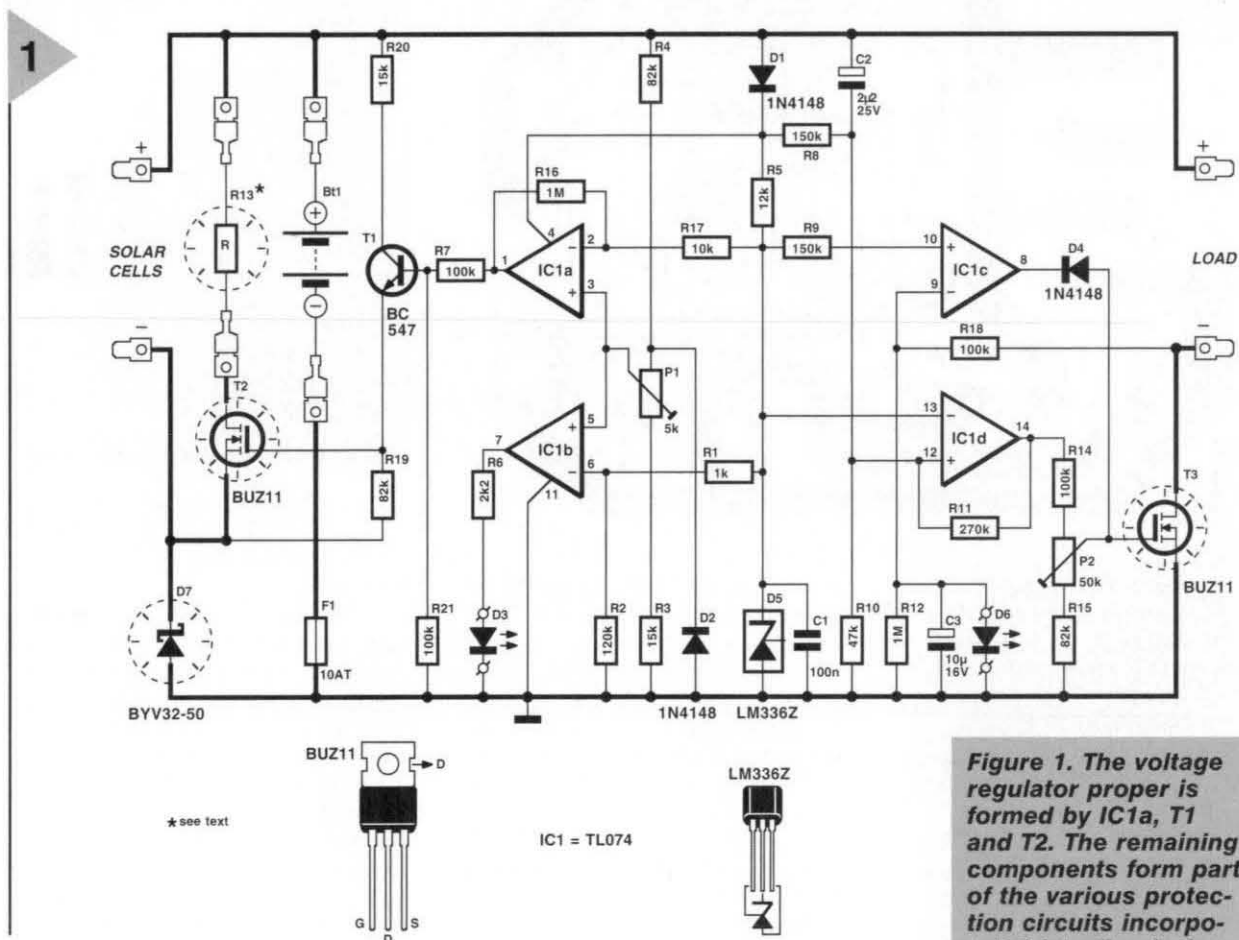 1
R20
15k
R4
82k
D1
1N4148
C2
2µ2
25V
150k
R8
+
+
R13*
R
Bt1
+
−
SOLAR
CELLS
T1
BC
547
R7
100k
R16
1M
4
2
1
3
−
+
IC1a
R5
12k
R17
10k
R9
150k
10
9
8
+
−
IC1c
D4
1N4148
LOAD
−
−
R18
100k
T2
BUZ11
R19
82k
P1
5k
5
6
7
11
+
−
IC1b
R6
2k2
R1
1k
13
12
14
−
+
IC1d
R14
100k
R11
270k
P2
50k
T3
BUZ11
D7
F1
10AT
R21
100k
D3
R2
120k
R3
15k
D2
D5
C1
100n
R10
47k
R12
1M
C3
10µ
16V
D6
R15
82k
BYV32-50
1N4148
LM336Z
BUZ11
D
G
D
S
* see text
IC1 = TL074
LM336Z
Figure 1. The voltage
regulator proper is
formed by IC1a, T1
and T2. The remaining
components form part
of the various protec-
tion circuits incorpo-